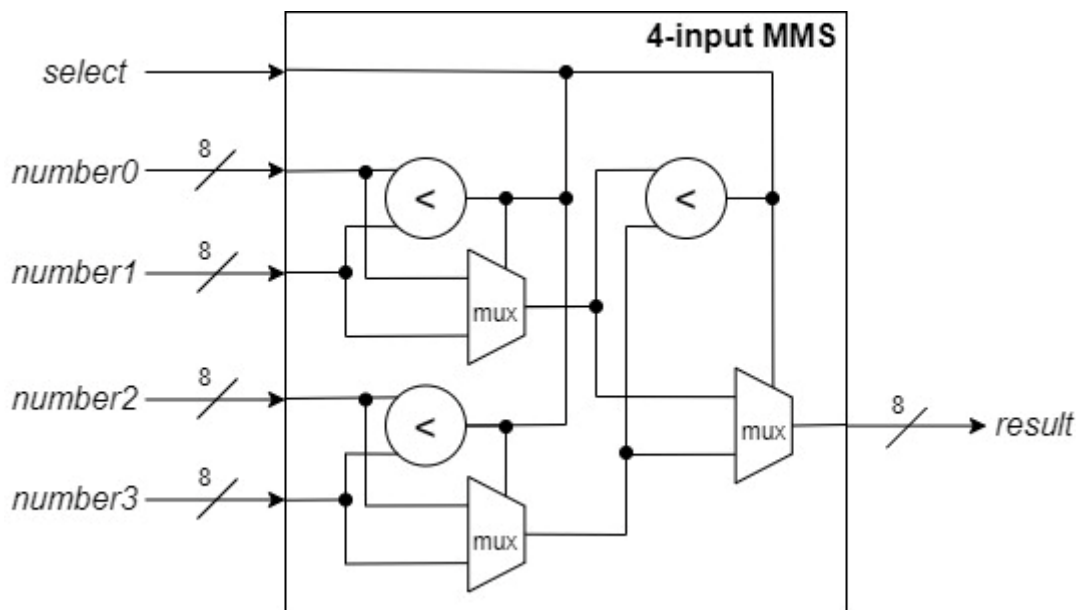 4-input MMS
select
number0
8
<
<
number1
8
mux
number2
8
<
mux
8
result
number3
8
mux